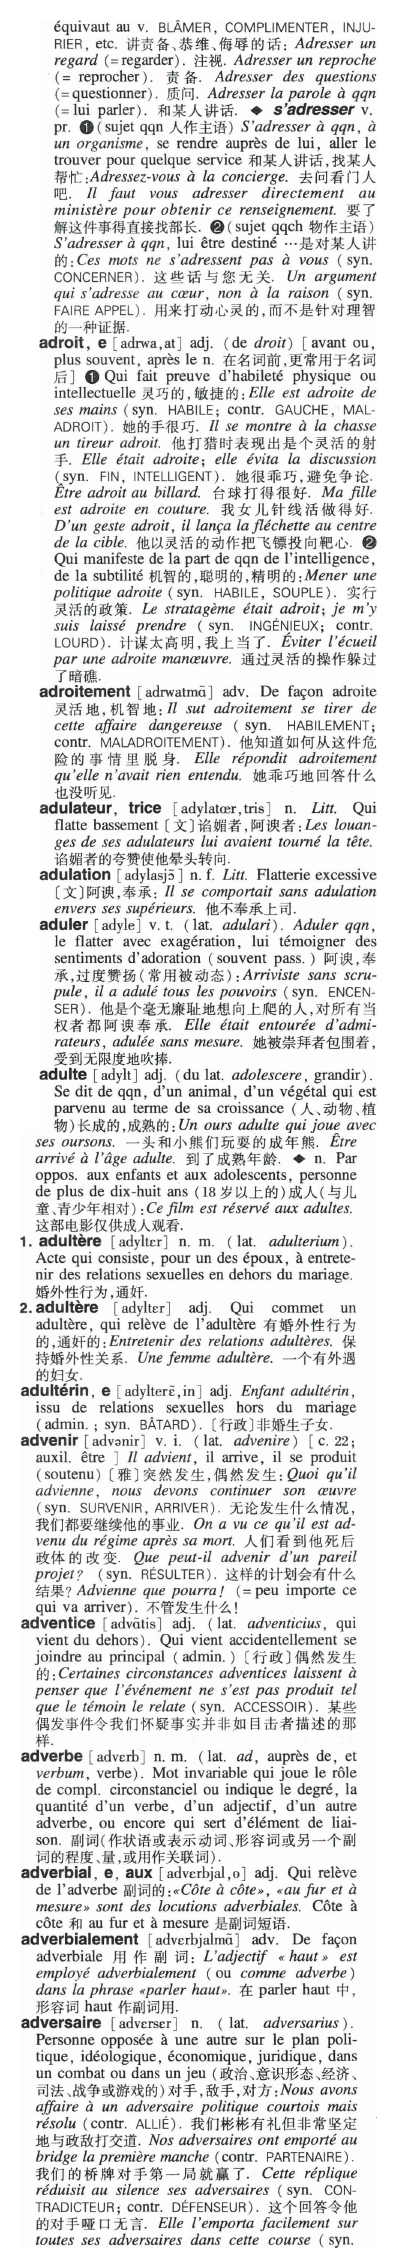 équivaut au v. BLÂMER, COMPLIMENTER, INJU-
RIER, etc. 讲责备、恭维、侮辱的话: Adresser un
regard (= regarder). 注视. Adresser un reproche
(= reprocher). 责备. Adresser des questions
(= questionner). 质问. Adresser la parole à qqn
(= lui parler). 和某人讲话. ◆ s'adresser v.
pr. ❶ (sujet qqn 人作主语) S'adresser à qqn, à
un organisme, se rendre auprès de lui, aller le
trouver pour quelque service 和某人讲话,找某人
帮忙: Adressez-vous à la concierge. 去问看门人
吧. Il faut vous adresser directement au
ministère pour obtenir ce renseignement. 要了
解这件事得直接找部长. ❷ (sujet qqch 物作主语)
S'adresser à qqn, lui être destiné …是对某人讲
的: Ces mots ne s'adressent pas à vous (syn.
CONCERNER). 这些话与您无关. Un argument
qui s'adresse au cœur, non à la raison (syn.
FAIRE APPEL). 用来打动心灵的,而不是针对理智
的一种证据.
adroit, e [adrwa,at] adj. (de droit) [avant ou,
plus souvent, après le n. 在名词前,更常用于名词
后] ❶ Qui fait preuve d'habileté physique ou
intellectuelle 灵巧的,敏捷的: Elle est adroite de
ses mains (syn. HABILE; contr. GAUCHE, MAL-
ADROIT). 她的手很巧. Il se montre à la chasse
un tireur adroit. 他打猎时表现出是个灵活的射
手. Elle était adroite; elle évita la discussion
(syn. FIN, INTELLIGENT). 她很乖巧,避免争论.
Être adroit au billard. 台球打得很好. Ma fille
est adroite en couture. 我女儿针线活做得好.
D'un geste adroit, il lança la fléchette au centre
de la cible. 他以灵活的动作把飞镖投向靶心. ❷
Qui manifeste de la part de qqn de l'intelligence,
de la subtilité 机智的,聪明的,精明的: Mener une
politique adroite (syn. HABILE, SOUPLE). 实行
灵活的政策. Le stratagème était adroit; je m'y
suis laissé prendre (syn. INGÉNIEUX; contr.
LOURD). 计谋太高明,我上当了. Éviter l'écueil
par une adroite manœuvre. 通过灵活的操作躲过
了暗礁.
adroitement [adrwatmɑ̃] adv. De façon adroite
灵活地,机智地: Il sut adroitement se tirer de
cette affaire dangereuse (syn. HABILEMENT;
contr. MALADROITEMENT). 他知道如何从这件危
险的事情里脱身. Elle répondit adroitement
qu'elle n'avait rien entendu. 她乖巧地回答什么
也没听见.
adulateur, trice [adylatœr,tris] n. Litt. Qui
flatte bassement [文]谄媚者,阿谀者: Les louan-
ges de ses adulateurs lui avaient tourné la tête.
谄媚者的夸赞使他晕头转向.
adulation [adylasjɔ̃] n. f. Litt. Flatterie excessive
[文]阿谀,奉承: Il se comportait sans adulation
envers ses supérieurs. 他不奉承上司.
aduler [adyle] v. t. (lat. adulari). Aduler qqn,
le flatter avec exagération, lui témoigner des
sentiments d'adoration (souvent pass.) 阿谀,奉
承,过度赞扬(常用被动态): Arriviste sans scru-
pule, il a adulé tous les pouvoirs (syn. ENCEN-
SER). 他是个毫无廉耻地想向上爬的人,对所有当
权者都阿谀奉承. Elle était entourée d'admi-
rateurs, adulée sans mesure. 她被崇拜者包围着,
受到无限度地吹捧.
adulte [adylt] adj. (du lat. adolescere, grandir).
Se dit de qqn, d'un animal, d'un végétal qui est
parvenu au terme de sa croissance (人、动物、植
物)长成的,成熟的: Un ours adulte qui joue avec
ses oursons. 一头和小熊们玩耍的成年熊. Être
arrivé à l'âge adulte. 到了成熟年龄. ◆ n. Par
oppos. aux enfants et aux adolescents, personne
de plus de dix-huit ans (18岁以上的)成人(与儿
童、青少年相对): Ce film est réservé aux adultes.
这部电影仅供成人观看.
1. adultère [adyltɛr] n. m. (lat. adulterium).
Acte qui consiste, pour un des époux, à entrete-
nir des relations sexuelles en dehors du mariage.
婚外性行为,通奸.
2. adultère [adyltɛr] adj. Qui commet un
adultère, qui relève de l'adultère 有婚外性行为
的,通奸的: Entretenir des relations adultères. 保
持婚外性关系. Une femme adultère. 一个有外遇
的妇女.
adultérin, e [adylterɛ̃,in] adj. Enfant adultérin,
issu de relations sexuelles hors du mariage
(admin.; syn. BÂTARD). [行政]非婚生子女.
advenir [advənir] v. i. (lat. advenire) [c. 22;
auxil. être ] Il advient, il arrive, il se produit
(soutenu) [雅]突然发生,偶然发生: Quoi qu'il
advienne, nous devons continuer son œuvre
(syn. SURVENIR, ARRIVER). 无论发生什么情况,
我们都要继续他的事业. On a vu ce qu'il est ad-
venu du régime après sa mort. 人们看到他死后
政体的改变. Que peut-il advenir d'un pareil
projet? (syn. RÉSULTER). 这样的计划会有什么
结果? Advienne que pourra! (= peu importe ce
qui va arriver). 不管发生什么!
adventice [advɑ̃tis] adj. (lat. adventicius, qui
vient du dehors). Qui vient accidentellement se
joindre au principal (admin.) [行政]偶然发生
的: Certaines circonstances adventices laissent à
penser que l'événement ne s'est pas produit tel
que le témoin le relate (syn. ACCESSOIR). 某些
偶发事件令我们怀疑事实并非如目击者描述的那
样.
adverbe [advɛrb] n. m. (lat. ad, auprès de, et
verbum, verbe). Mot invariable qui joue le rôle
de compl. circonstanciel ou indique le degré, la
quantité d'un verbe, d'un adjectif, d'un autre
adverbe, ou encore qui sert d'élément de liai-
son. 副词(作状语或表示动词、形容词或另一个副
词的程度、量,或用作关联词).
adverbial, e, aux [advɛrbjal,o] adj. Qui relève
de l'adverbe 副词的: «Côte à côte», «au fur et à
mesure» sont des locutions adverbiales. Côte à
côte 和 au fur et à mesure 是副词短语.
adverbialement [advɛrbjalmɑ̃] adv. De façon
adverbiale 用作副词: L'adjectif «haut» est
employé adverbialement (ou comme adverbe)
dans la phrase «parler haut». 在 parler haut 中,
形容词 haut 作副词用.
adversaire [advɛrsɛr] n. (lat. adversarius).
Personne opposée à une autre sur le plan poli-
tique, idéologique, économique, juridique, dans
un combat ou dans un jeu (政治、意识形态、经济、
司法、战争或游戏的)对手,敌手,对方: Nous avons
affaire à un adversaire politique courtois mais
résolu (contr. ALLIÉ). 我们彬彬有礼但非常坚定
地与政敌打交道. Nos adversaires ont emporté au
bridge la première manche (contr. PARTENAIRE).
我们的桥牌对手第一局就赢了. Cette réplique
réduisit au silence ses adversaires (syn. CON-
TRADICTEUR; contr. DÉFENSEUR). 这个回答令他
的对手哑口无言. Elle l'emporta facilement sur
toutes ses adversaires dans cette course (syn.